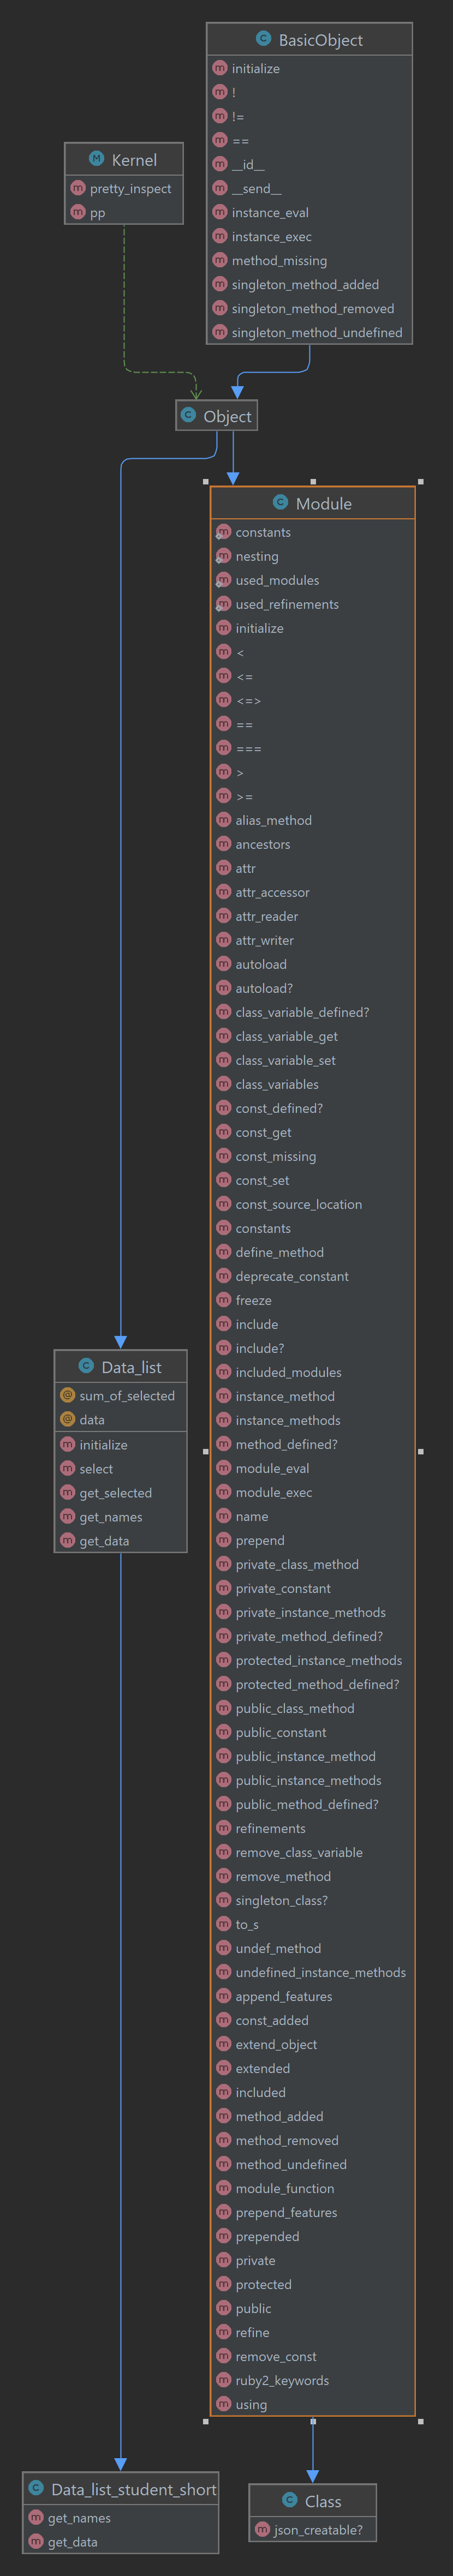 BasicObject
initialize
!
!=
==
__id__
__send__
instance_eval
instance_exec
method_missing
singleton_method_added
singleton_method_removed
singleton_method_undefined
Kernel
pretty_inspect
pp
Object
Module
constants
nesting
used_modules
used_refinements
initialize
<
<=
<=>
==
===
>
>=
alias_method
ancestors
attr
attr_accessor
attr_reader
attr_writer
autoload
autoload?
class_variable_defined?
class_variable_get
class_variable_set
class_variables
const_defined?
const_get
const_missing
const_set
const_source_location
constants
define_method
deprecate_constant
freeze
include
include?
included_modules
instance_method
instance_methods
method_defined?
module_eval
module_exec
name
prepend
private_class_method
private_constant
private_instance_methods
private_method_defined?
protected_instance_methods
protected_method_defined?
public_class_method
public_constant
public_instance_method
public_instance_methods
public_method_defined?
refinements
remove_class_variable
remove_method
singleton_class?
to_s
undef_method
undefined_instance_methods
append_features
const_added
extend_object
extended
included
method_added
method_removed
method_undefined
module_function
prepend_features
prepended
private
protected
public
refine
remove_const
ruby2_keywords
using
Data_list
sum_of_selected
data
initialize
select
get_selected
get_names
get_data
Data_list_student_short
get_names
get_data
Class
json_creatable?